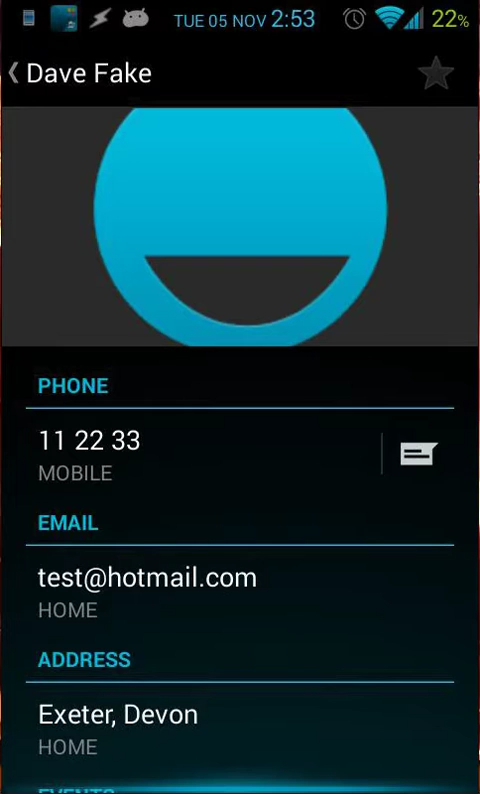 TUE 05 NOV 2:53 22%
Dave Fake
PHONE
11 22 33
MOBILE
EMAIL
test@hotmail.com
HOME
ADDRESS
Exeter, Devon
HOME
EVENTS